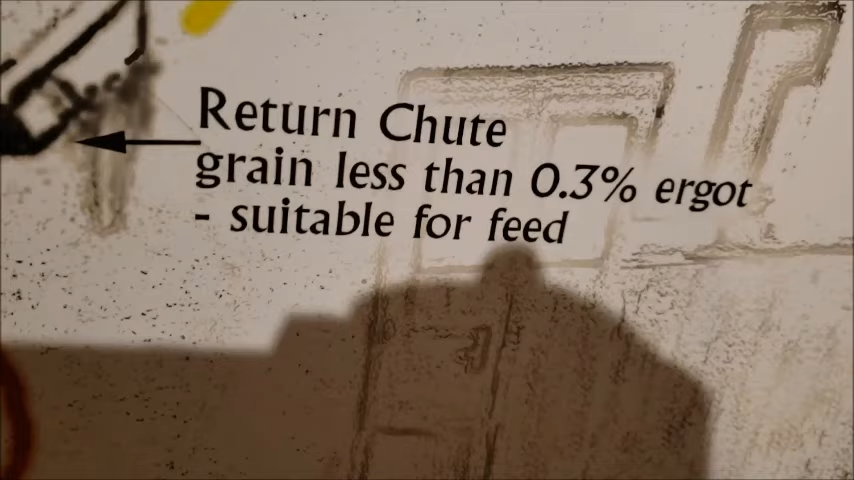 Return Chute
grain less than 0.3% ergot
- suitable for feed